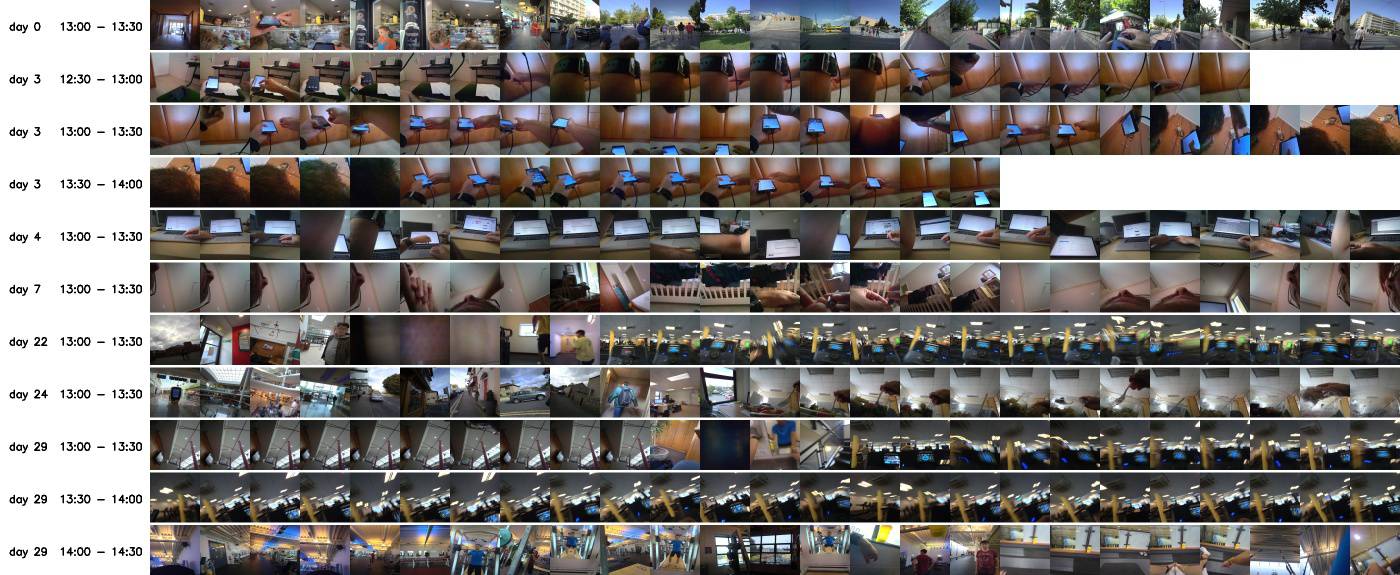 day 0 13:00 – 13:30
day 3 12:30 – 13:00
day 3 13:00 – 13:30
day 3 13:30 – 14:00
day 4 13:00 – 13:30
day 7 13:00 – 13:30
day 22 13:00 – 13:30
day 24 13:00 – 13:30
day 29 13:00 – 13:30
day 29 13:30 – 14:00
day 29 14:00 – 14:30